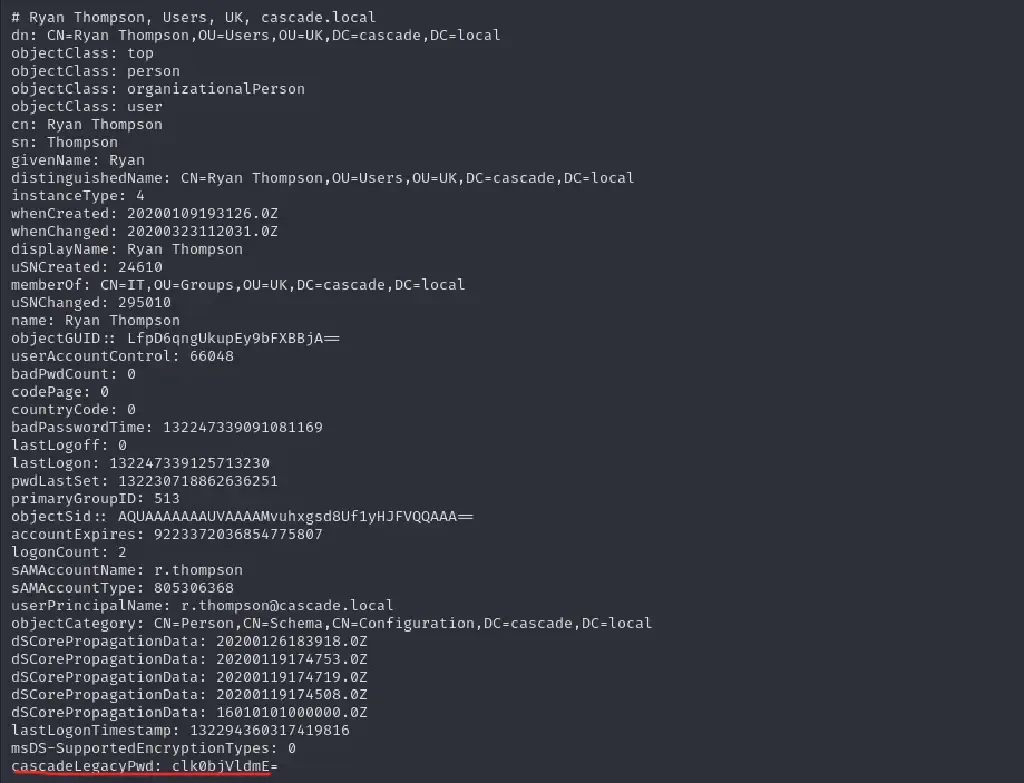 # Ryan Thompson, Users, UK, cascade.local
dn: CN=Ryan Thompson,OU=Users,OU=UK,DC=cascade,DC=local
objectClass: top
objectClass: person
objectClass: organizationalPerson
objectClass: user
cn: Ryan Thompson
sn: Thompson
givenName: Ryan
distinguishedName: CN=Ryan Thompson,OU=Users,OU=UK,DC=cascade,DC=local
instanceType: 4
whenCreated: 20200109193126.0Z
whenChanged: 20200323112031.0Z
displayName: Ryan Thompson
uSNCreated: 24610
memberOf: CN=IT,OU=Groups,OU=UK,DC=cascade,DC=local
uSNChanged: 295010
name: Ryan Thompson
objectGUID:: LfpD6qngUkupEy9bFXBBjA==
userAccountControl: 66048
badPwdCount: 0
codePage: 0
countryCode: 0
badPasswordTime: 132247339091081169
lastLogoff: 0
lastLogon: 132247339125713230
pwdLastSet: 132230718862636251
primaryGroupID: 513
objectSid:: AQUAAAAAAAUVAAAAMvuhxgsd8Uf1yHJFVQQAAA==
accountExpires: 9223372036854775807
logonCount: 2
sAMAccountName: r.thompson
sAMAccountType: 805306368
userPrincipalName: r.thompson@cascade.local
objectCategory: CN=Person,CN=Schema,CN=Configuration,DC=cascade,DC=local
dSCorePropagationData: 20200126183918.0Z
dSCorePropagationData: 20200119174753.0Z
dSCorePropagationData: 20200119174719.0Z
dSCorePropagationData: 20200119174508.0Z
dSCorePropagationData: 16010101000000.0Z
lastLogonTimestamp: 132294360317419816
msDS-SupportedEncryptionTypes: 0
cascadeLegacyPwd: clk0bjVldmE=